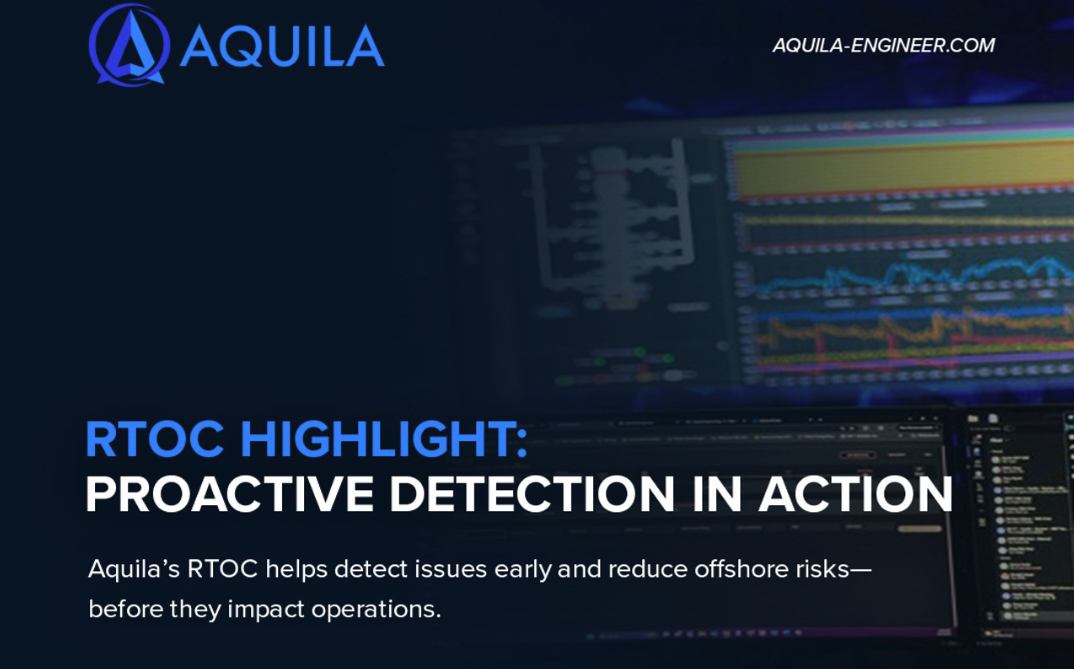 AQUILA
AQUILA-ENGINEER.COM
RTOC HIGHLIGHT:
PROACTIVE DETECTION IN ACTION
Aquila’s RTOC helps detect issues early and reduce offshore risks—
before they impact operations.